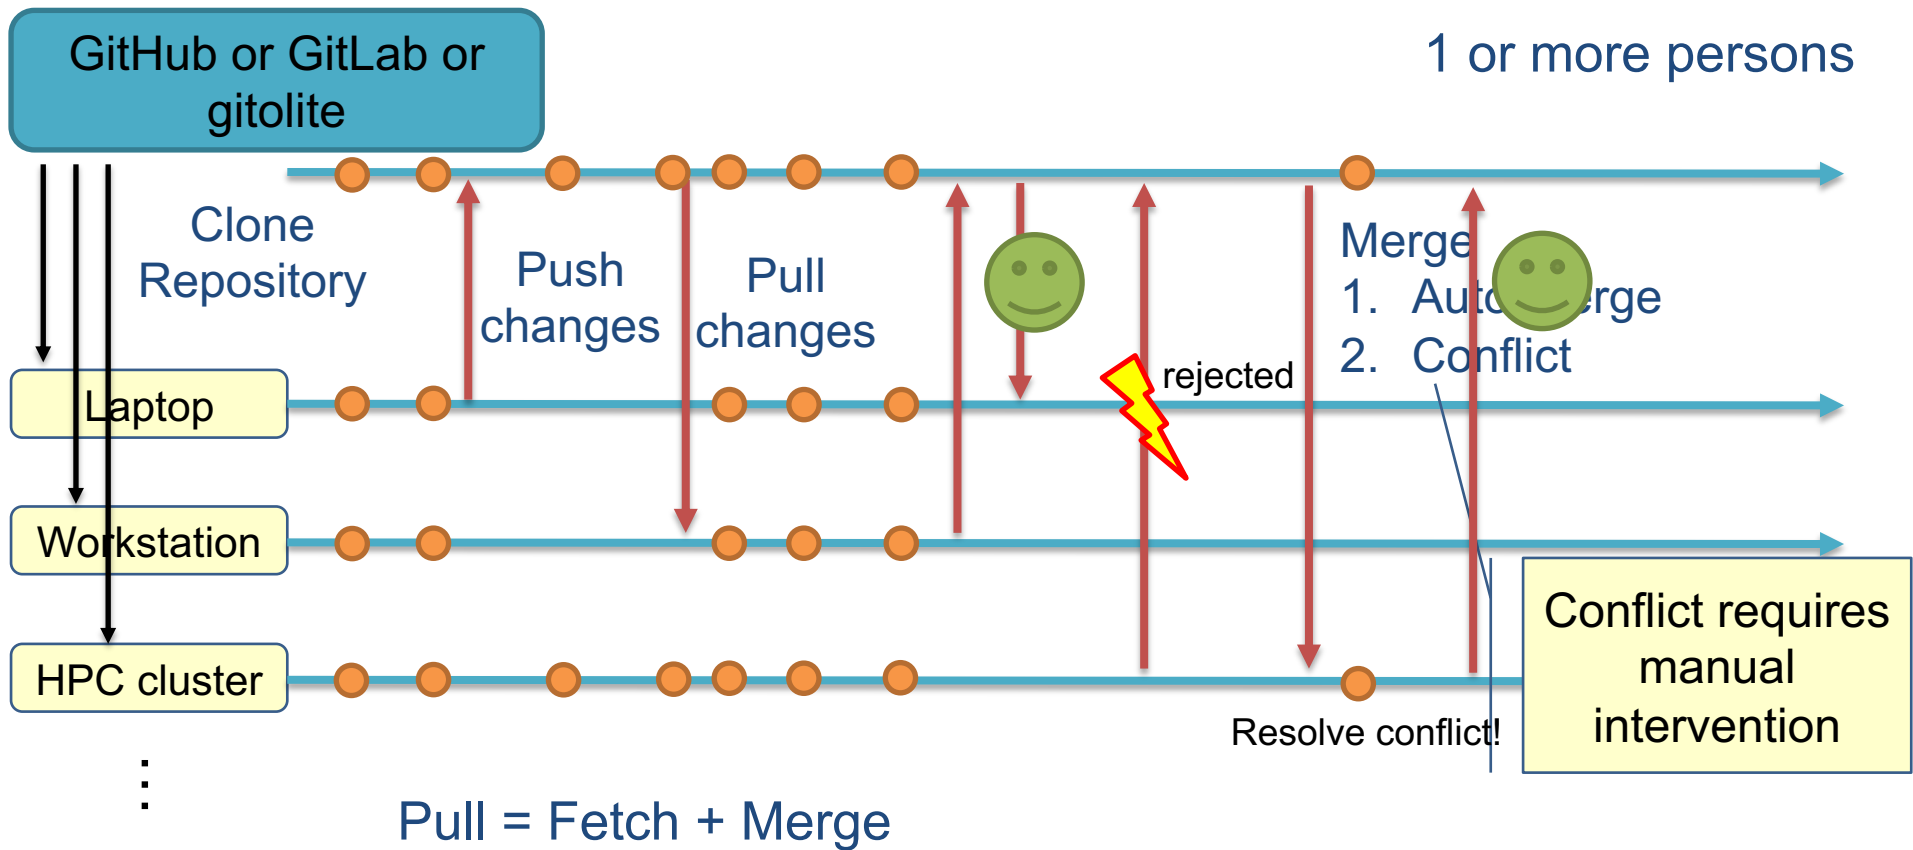 GitHub or GitLab or
gitolite
1 or more persons
Clone
Repository
Push
changes
Pull
changes
Merge
1. Auto
erge
2. Conflict
rejected
Laptop
Workstation
HPC cluster
Conflict requires
manual
intervention
Resolve conflict!
Pull = Fetch + Merge